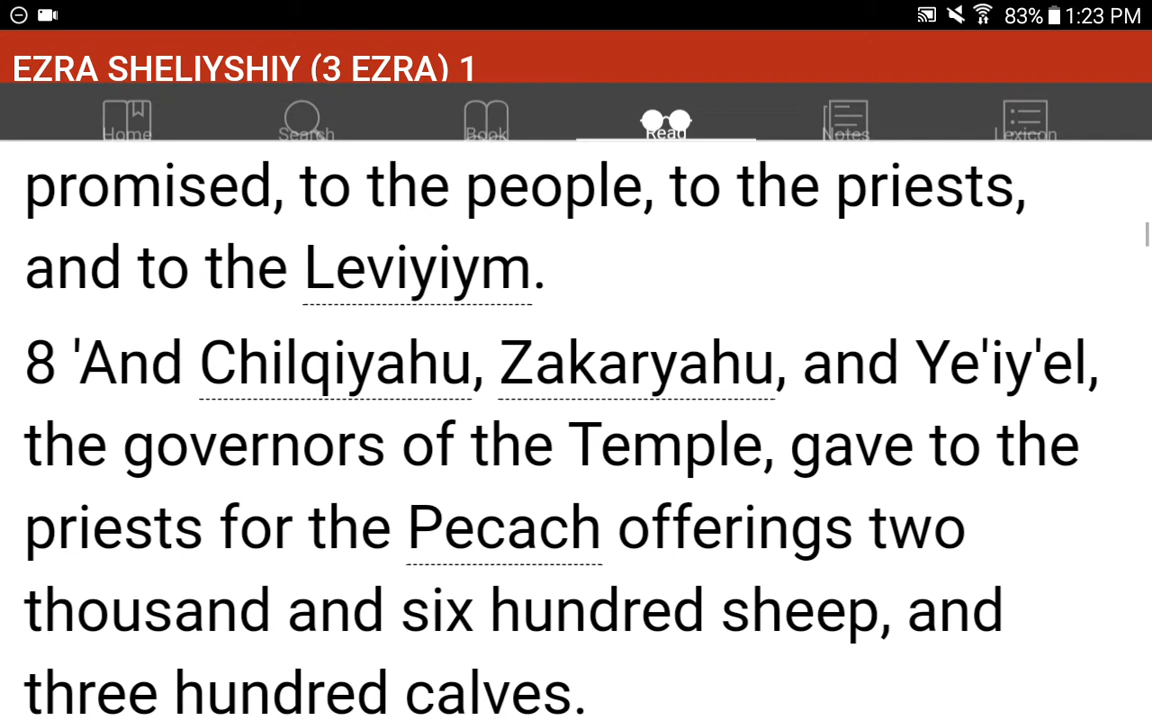 83% 1:23 PM
EZRA SHELIYSHIY (3 EZRA) 1
Home Search Book Read Notes Lexicon
promised, to the people, to the priests,
and to the Leviyiym.
8 'And Chilqiyahu, Zakaryahu, and Ye'iy'el,
the governors of the Temple, gave to the
priests for the Pecach offerings two
thousand and six hundred sheep, and
three hundred calves.